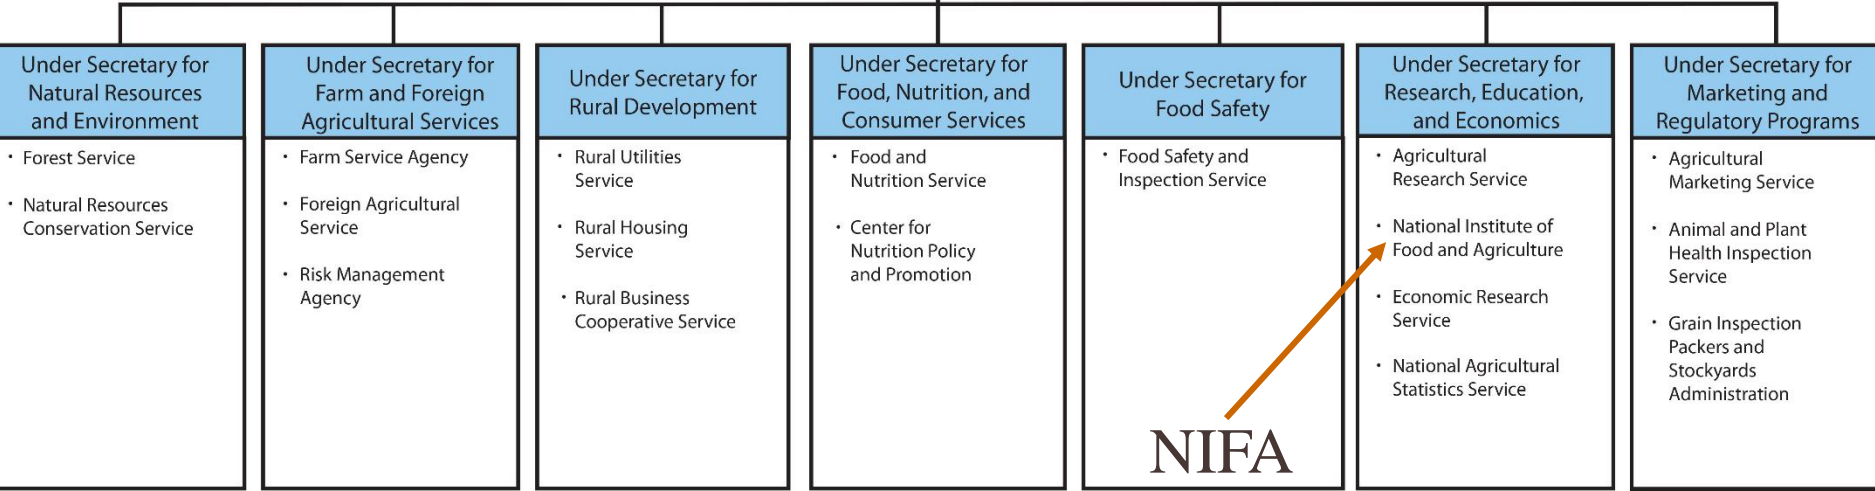 Under Secretary for
Natural Resources
and Environment
• Forest Service
• Natural Resources
Conservation Service
Under Secretary for
Farm and Foreign
Agricultural Services
• Farm Service Agency
• Foreign Agricultural
Service
• Risk Management
Agency
Under Secretary for
Rural Development
• Rural Utilities
Service
• Rural Housing
Service
• Rural Business
Cooperative Service
Under Secretary for
Food, Nutrition, and
Consumer Services
• Food and
Nutrition Service
• Center for
Nutrition Policy
and Promotion
Under Secretary for
Food Safety
• Food Safety and
Inspection Service
Under Secretary for
Research, Education,
and Economics
• Agricultural
Research Service
• National Institute of
Food and Agriculture
• Economic Research
Service
• National Agricultural
Statistics Service
Under Secretary for
Marketing and
Regulatory Programs
• Agricultural
Marketing Service
• Animal and Plant
Health Inspection
Service
• Grain Inspection
Packers and
Stockyards
Administration
NIFA